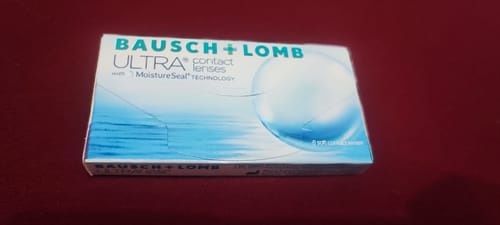 BAUSCH + LOMB
ULTRA® contact lenses
with MoistureSeal® TECHNOLOGY
BAUSCH + LOMB